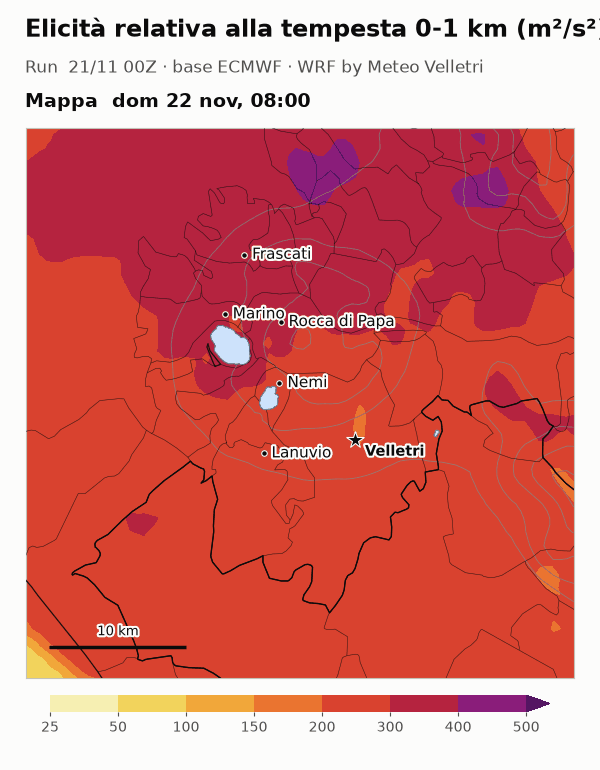 Elicità relativa alla tempesta 0-1 km (m²/s²)
Run 21/11 00Z · base ECMWF · WRF by Meteo Velletri
Mappa dom 22 nov, 08:00
Frascati
Marino
Rocca di Papa
Nemi
Velletri
Lanuvio
10 km
25 50 100 150 200 300 400 500